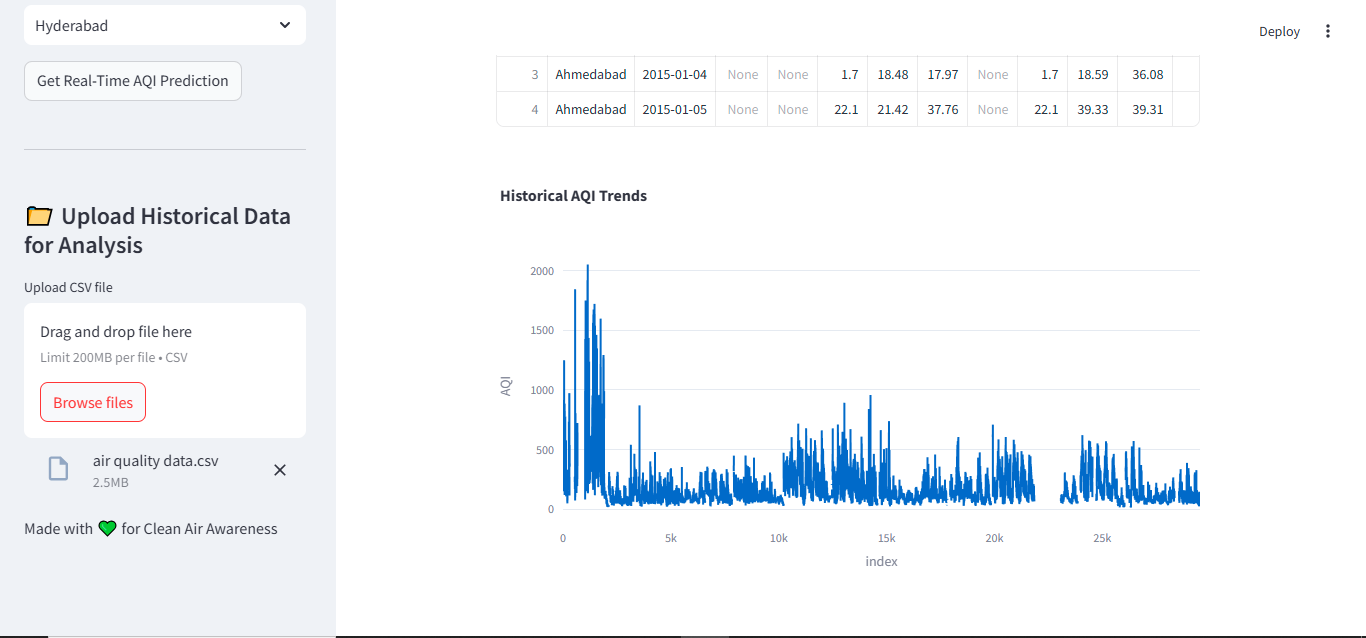 Hyderabad
Get Real-Time AQI Prediction
Upload Historical Data
for Analysis
Upload CSV file
Drag and drop file here
Limit 200MB per file • CSV
Browse files
air quality data.csv
2.5MB
Made with 💚 for Clean Air Awareness
Deploy
3 Ahmedabad 2015-01-04 None None 1.7 18.48 17.97 None 1.7 18.59 36.08
4 Ahmedabad 2015-01-05 None None 22.1 21.42 37.76 None 22.1 39.33 39.31
Historical AQI Trends
2000
1500
1000
500
0
AQI
0 5k 10k 15k 20k 25k
index